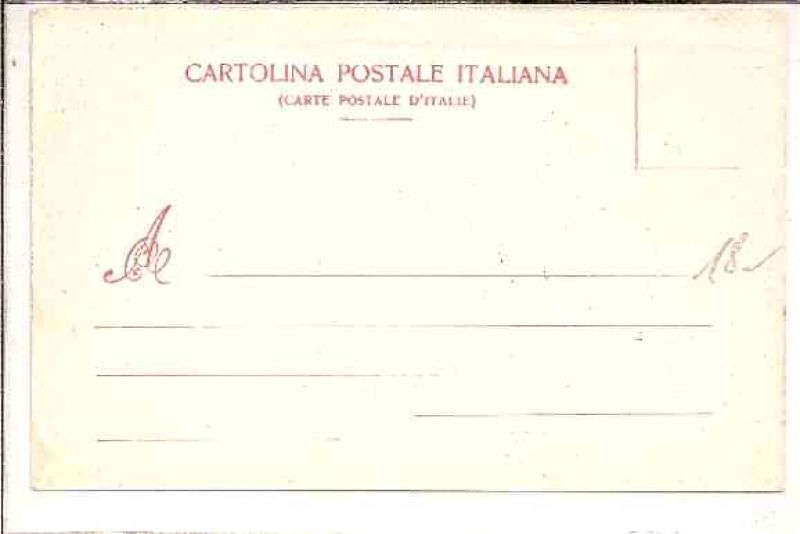 CARTOLINA POSTALE ITALIANA
(CARTE POSTALE D'ITALIE)
A
18